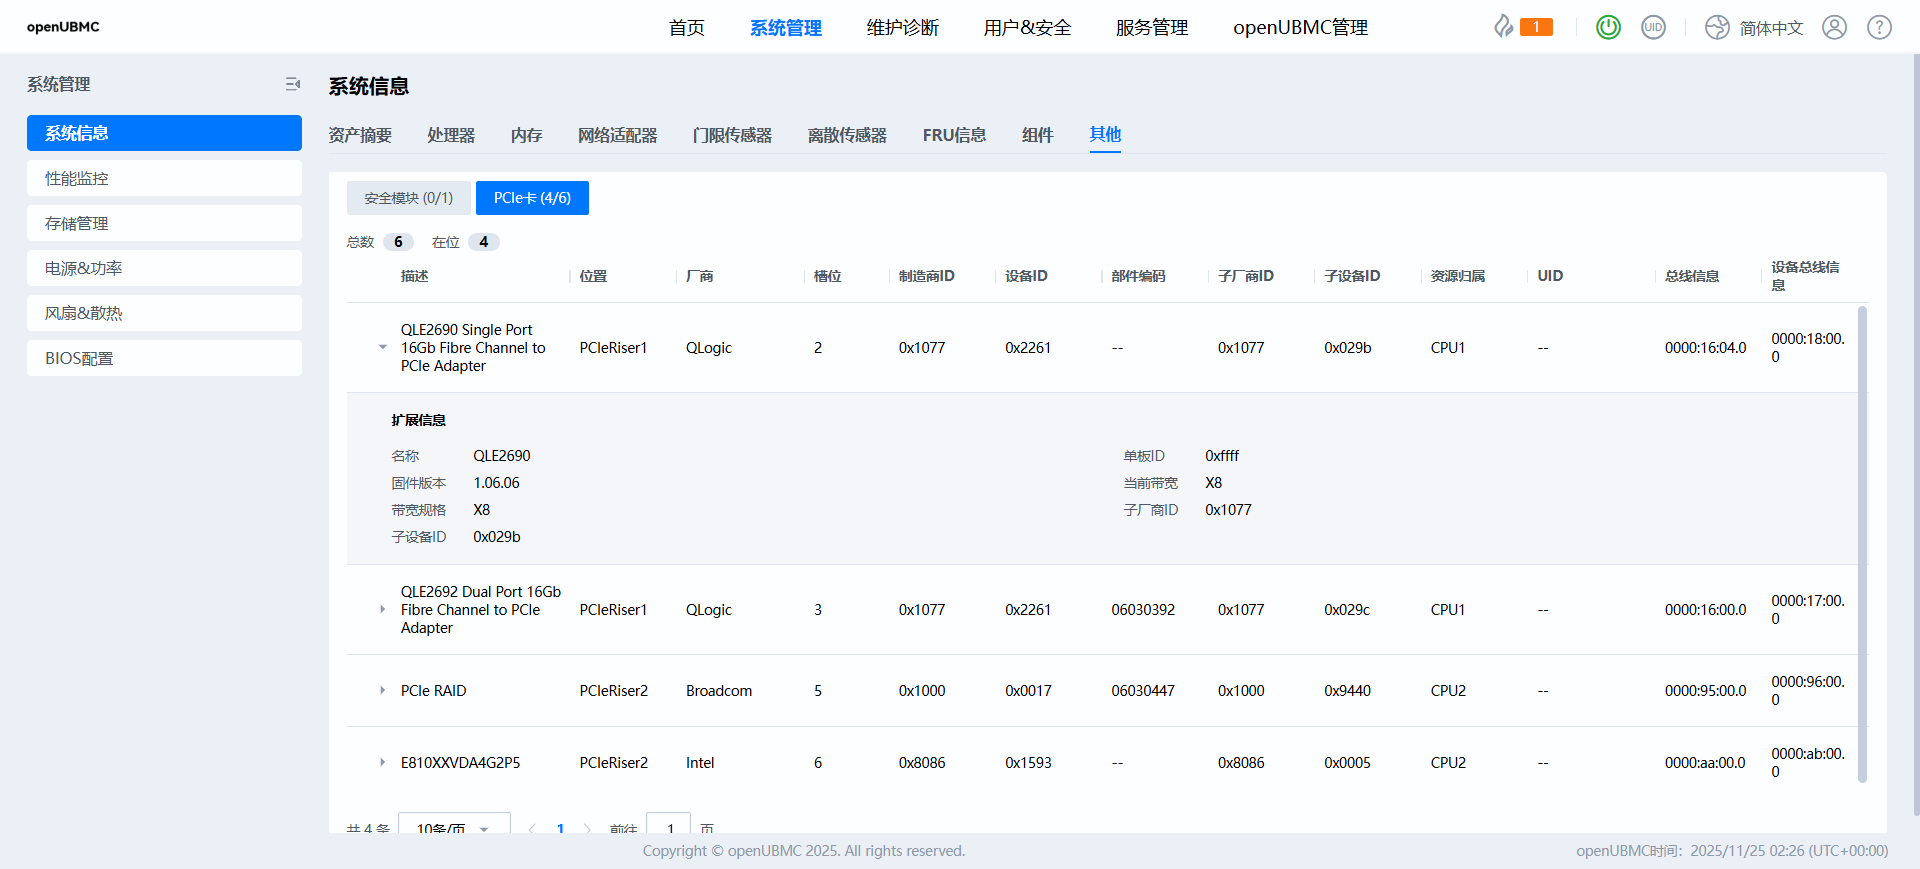 openUBMC
首页 系统管理 维护诊断 用户&安全 服务管理 openUBMC管理
1 UID 简体中文 ?
系统管理
系统信息
性能监控
存储管理
电源&功率
风扇&散热
BIOS配置
系统信息
资产摘要 处理器 内存 网络适配器 门限传感器 离散传感器 FRU信息 组件 其他
安全模块 (0/1) PCIe卡 (4/6)
总数 6 在位 4
描述 位置 厂商 槽位 制造商ID 设备ID 部件编码 子厂商ID 子设备ID 资源归属 UID 总线信息 设备总线信
息
QLE2690 Single Port
16Gb Fibre Channel to
PCIe Adapter
PCIeRiser1 QLogic 2 0x1077 0x2261 -- 0x1077 0x029b CPU1 -- 0000:16:04.0 0000:18:00.
0
扩展信息
名称 QLE2690 单板ID 0xffff
固件版本 1.06.06 当前带宽 X8
带宽规格 X8 子厂商ID 0x1077
子设备ID 0x029b
QLE2692 Dual Port 16Gb
Fibre Channel to PCIe
Adapter
PCIeRiser1 QLogic 3 0x1077 0x2261 06030392 0x1077 0x029c CPU1 -- 0000:16:00.0 0000:17:00.
0
PCIe RAID PCIeRiser2 Broadcom 5 0x1000 0x0017 06030447 0x1000 0x9440 CPU2 -- 0000:95:00.0 0000:96:00.
0
E810XXVDA4G2P5 PCIeRiser2 Intel 6 0x8086 0x1593 -- 0x8086 0x0005 CPU2 -- 0000:aa:00.0 0000:ab:00.
0
共 4 条 10条/页 1 前往 1 页
Copyright © openUBMC 2025. All rights reserved.
openUBMC时间: 2025/11/25 02:26 (UTC+00:00)